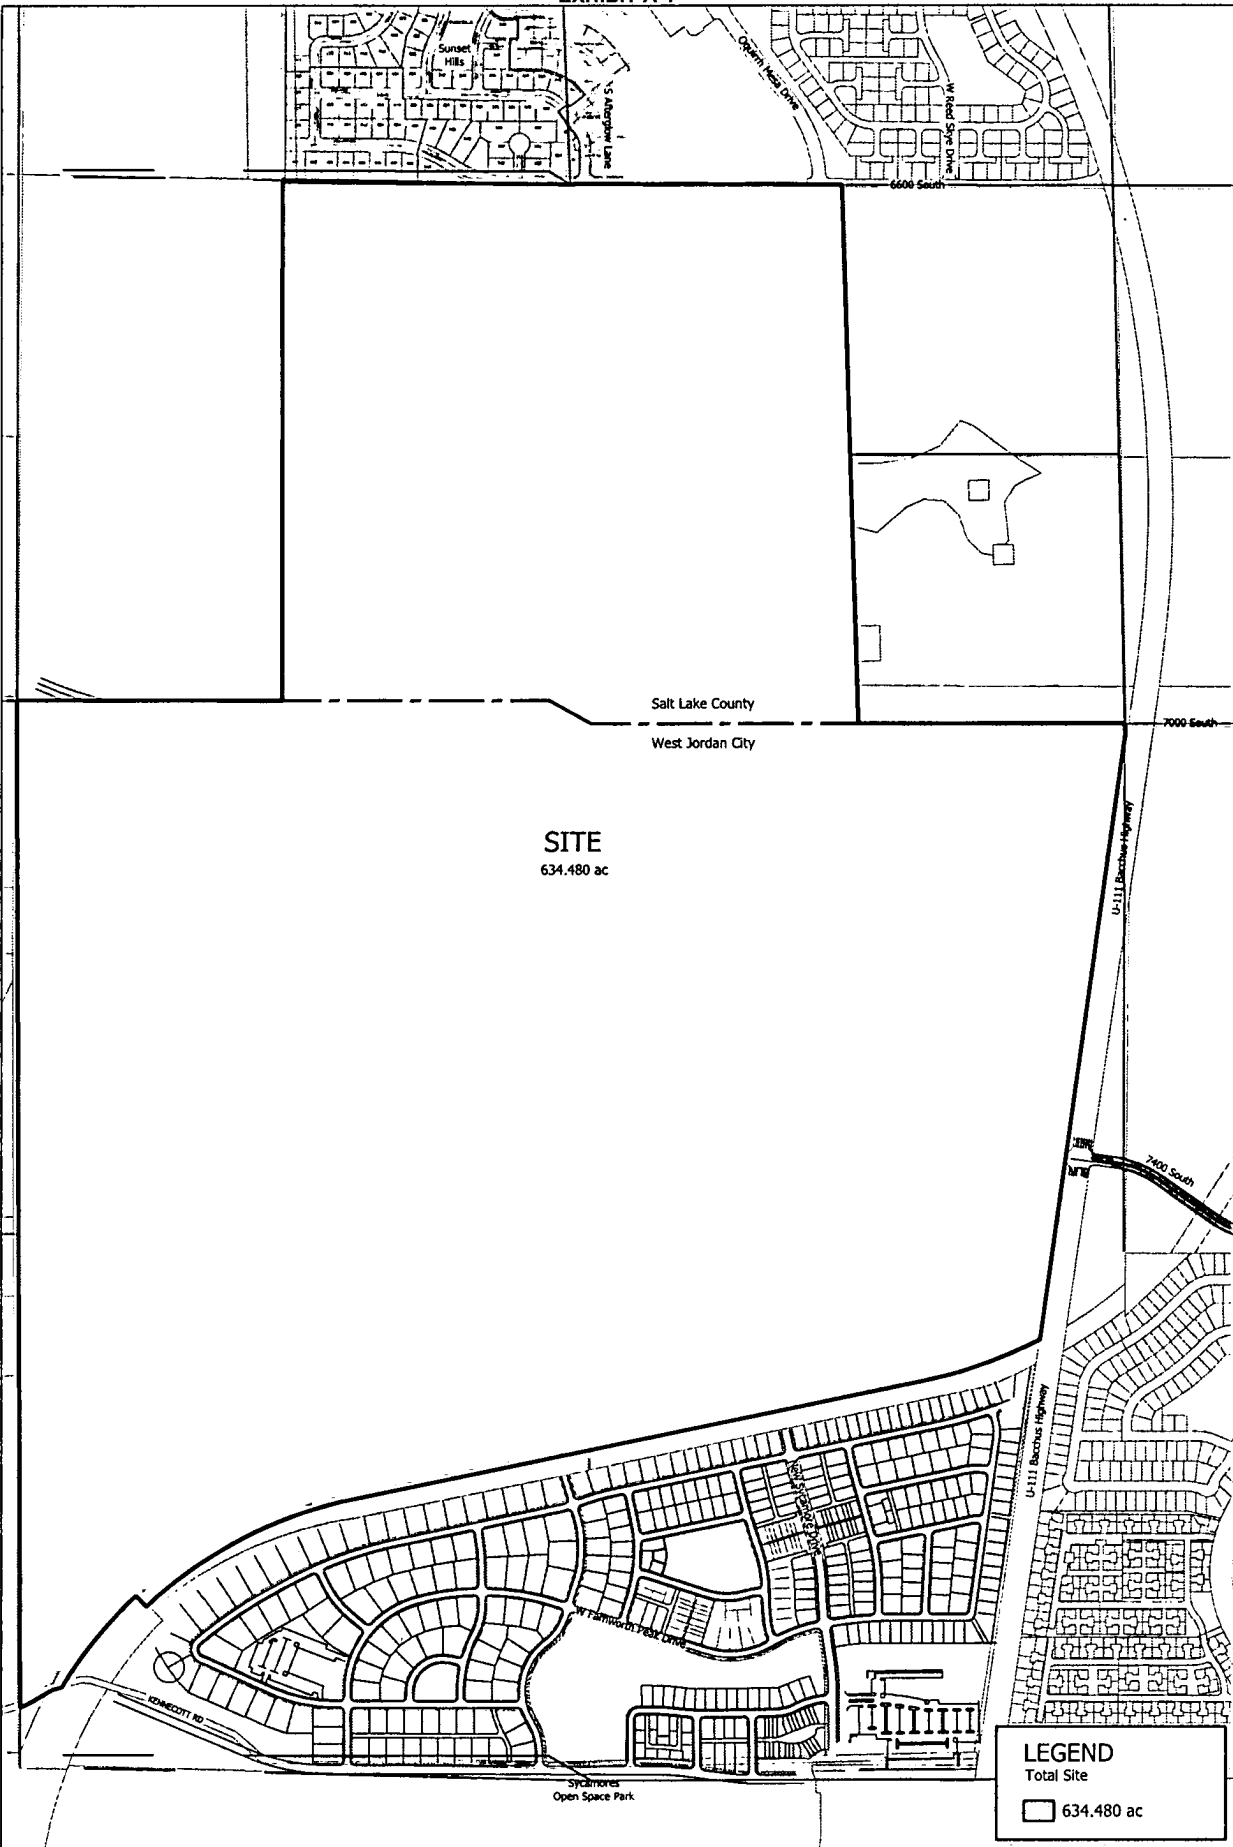 Sunset
Hills
S Afterglow Lane
Oquirrh Mesa Drive
W Reed Skye Drive
6600 South
Salt Lake County
7000 South
West Jordan City
SITE
634.480 ac
U-111 Bacchus Highway
7400 South
U-111 Bacchus Highway
W Farnworth Peak Drive
KENNECOTT RD
Sycamores
Open Space Park
LEGEND
Total Site
634.480 ac